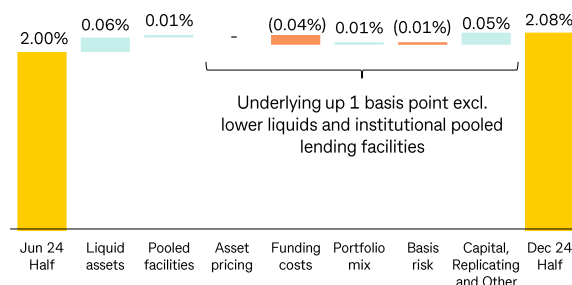 2.00%
0.06%
0.01%
-
(0.04%)
0.01%
(0.01%)
0.05%
2.08%
Underlying up 1 basis point excl.
lower liquids and institutional pooled
lending facilities
Jun 24
Half
Liquid
assets
Pooled
facilities
Asset
pricing
Funding
costs
Portfolio
mix
Basis
risk
Capital,
Replicating
and Other
Dec 24
Half